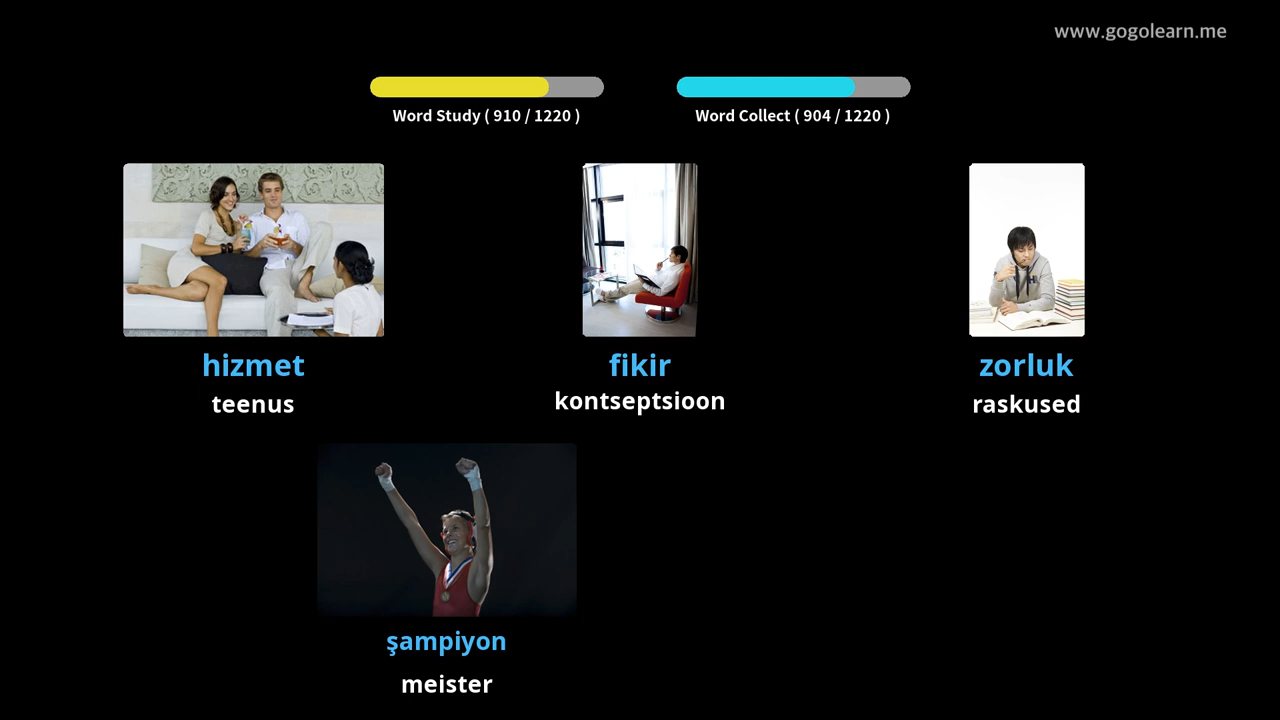 www.gogolearn.me
Word Study ( 910 / 1220 )
Word Collect ( 904 / 1220 )
hizmet
teenus
fikir
kontseptsioon
zorluk
raskused
şampiyon
meister